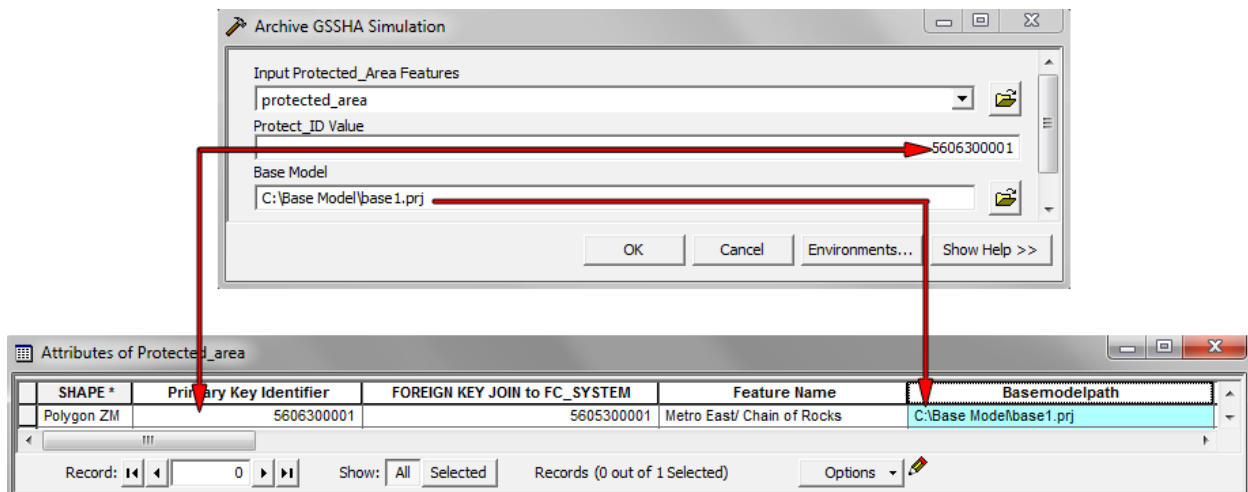 Archive GSSHA Simulation
Input Protected_Area Features
protected_area
Protect_ID Value
5606300001
Base Model
C:\Base Model\base1.prj
OK Cancel Environments... Show Help >>
Attributes of Protected_area
SHAPE * Primary Key Identifier FOREIGN KEY JOIN to FC_SYSTEM Feature Name Basemodelpath
Polygon ZM 5606300001 5605300001 Metro East/ Chain of Rocks C:\Base Model\base1.prj
Record: 0 Show: All Selected Records (0 out of 1 Selected) Options